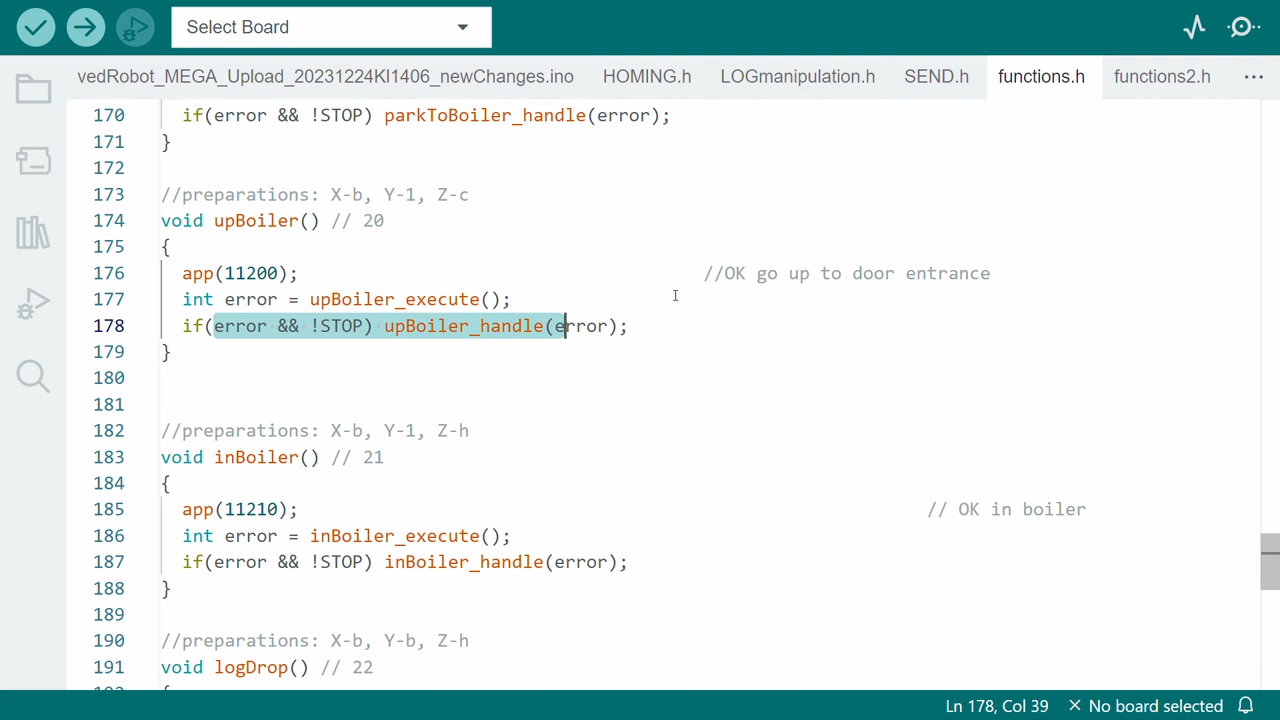 Select Board
vedRobot_MEGA_Upload_20231224KI1406_newChanges.ino HOMING.h LOGmanipulation.h SEND.h functions.h functions2.h ...
170 if(error && !STOP) parkToBoiler_handle(error);
171 }
172
173 //preparations: X-b, Y-1, Z-c
174 void upBoiler() // 20
175 {
176 app(11200); //OK go up to door entrance
177 int error = upBoiler_execute();
178 if(error && !STOP) upBoiler_handle(error);
179 }
180
181
182 //preparations: X-b, Y-1, Z-h
183 void inBoiler() // 21
184 {
185 app(11210); // OK in boiler
186 int error = inBoiler_execute();
187 if(error && !STOP) inBoiler_handle(error);
188 }
189
190 //preparations: X-b, Y-b, Z-h
191 void logDrop() // 22
Ln 178, Col 39 × No board selected